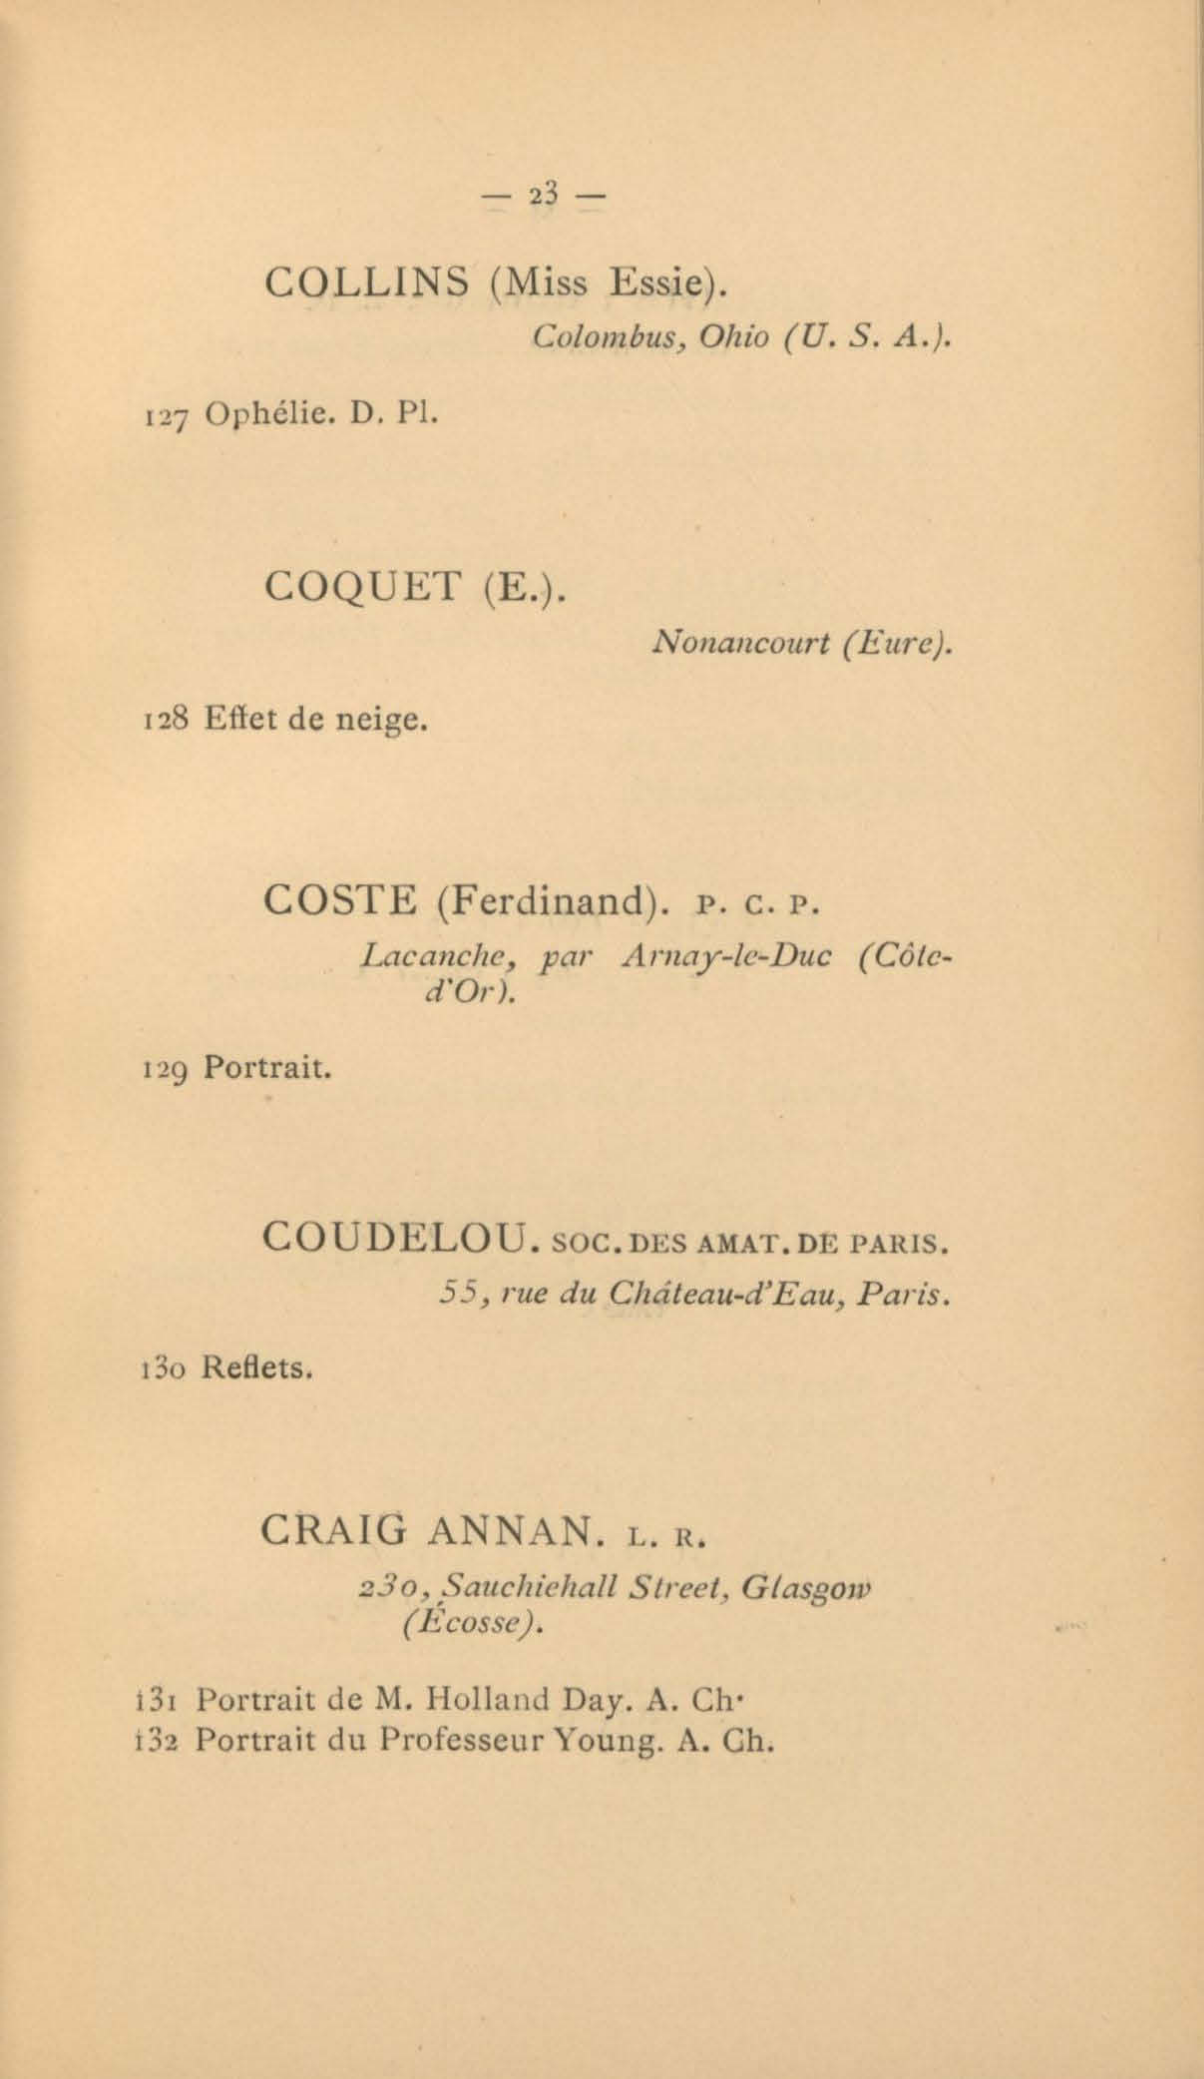 — 23 —
COLLINS (Miss Essie).
Colombus, Ohio (U. S. A.).
127 Ophélie. D. Pl.
COQUET (E.).
Nonancourt (Eure).
128 Effet de neige.
COSTE (Ferdinand). P. C. P.
Lacanche, par Arnay-le-Duc (Côte-
d'Or).
129 Portrait.
COUDELOU. SOC. DES AMAT. DE PARIS.
55, rue du Château-d'Eau, Paris.
130 Reflets.
CRAIG ANNAN. L. R.
230, Sauchiehall Street, Glasgow
(Écosse).
131 Portrait de M. Holland Day. A. Ch.
132 Portrait du Professeur Young. A. Ch.